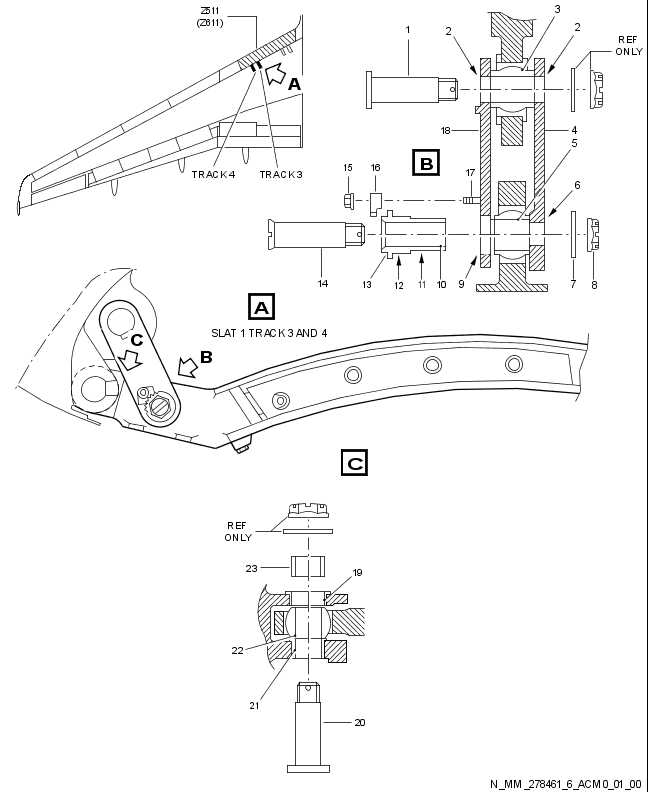 Z511
(Z611)
A
TRACK 4
TRACK 3
1
2
3
2
REF
ONLY
18
4
B
5
15
16
17
6
14
13
12
11
10
9
7
8
A
SLAT 1 TRACK 3 AND 4
C
B
C
REF
ONLY
23
19
22
21
20
N_MM_278461_6_ACM0_01_00